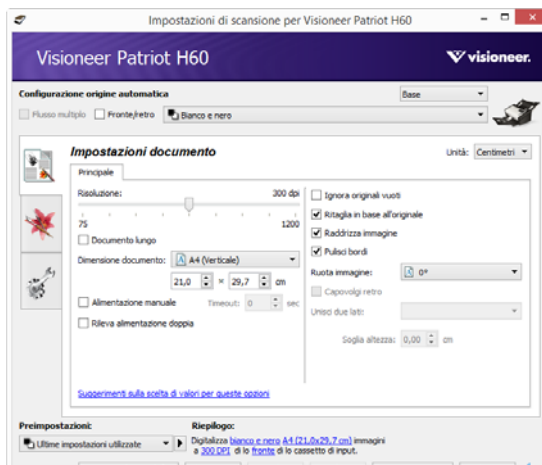 Impostazioni di scansione per Visioneer Patriot H60
Visioneer Patriot H60
visioneer.
Configurazione origine automatica
Base
Flusso multiplo
Fronte/retro
Bianco e nero
Impostazioni documento
Unità: Centimetri
Principale
Risoluzione: 300 dpi
75 1200
Documento lungo
Dimensione documento: A4 (Verticale)
21,0 × 29,7 cm
Alimentazione manuale Timeout: 0 sec
Rileva alimentazione doppia
Ignora originali vuoti
Ritaglia in base all'originale
Raddrizza immagine
Pulisci bordi
Ruota immagine: 0°
Capovolgi retro
Unisci due lati:
Soglia altezza: 0,00 cm
Suggerimenti sulla scelta di valori per queste opzioni
Preimpostazioni:
Ultime impostazioni utilizzate
Riepilogo:
Digitalizza bianco e nero A4 (21.0x29.7 cm) immagini
a 300 DPI di lo fronte di lo cassetto di input.